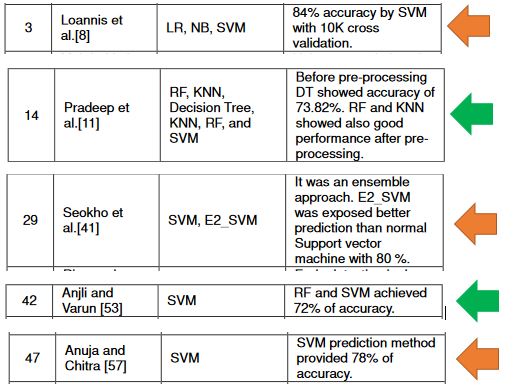 3
Loannis et
al.[8]
LR, NB, SVM
84% accuracy by SVM
with 10K cross
validation.
14
Pradeep et
al.[11]
RF, KNN,
Decision Tree,
KNN, RF, and
SVM
Before pre-processing
DT showed accuracy of
73.82%. RF and KNN
showed also good
performance after pre-
processing.
29
Seokho et
al.[41]
SVM, E2_SVM
It was an ensemble
approach. E2_SVM
was exposed better
prediction than normal
Support vector
machine with 80 %.
42
Anjli and
Varun [53]
SVM
RF and SVM achieved
72% of accuracy.
47
Anuja and
Chitra [57]
SVM
SVM prediction method
provided 78% of
accuracy.